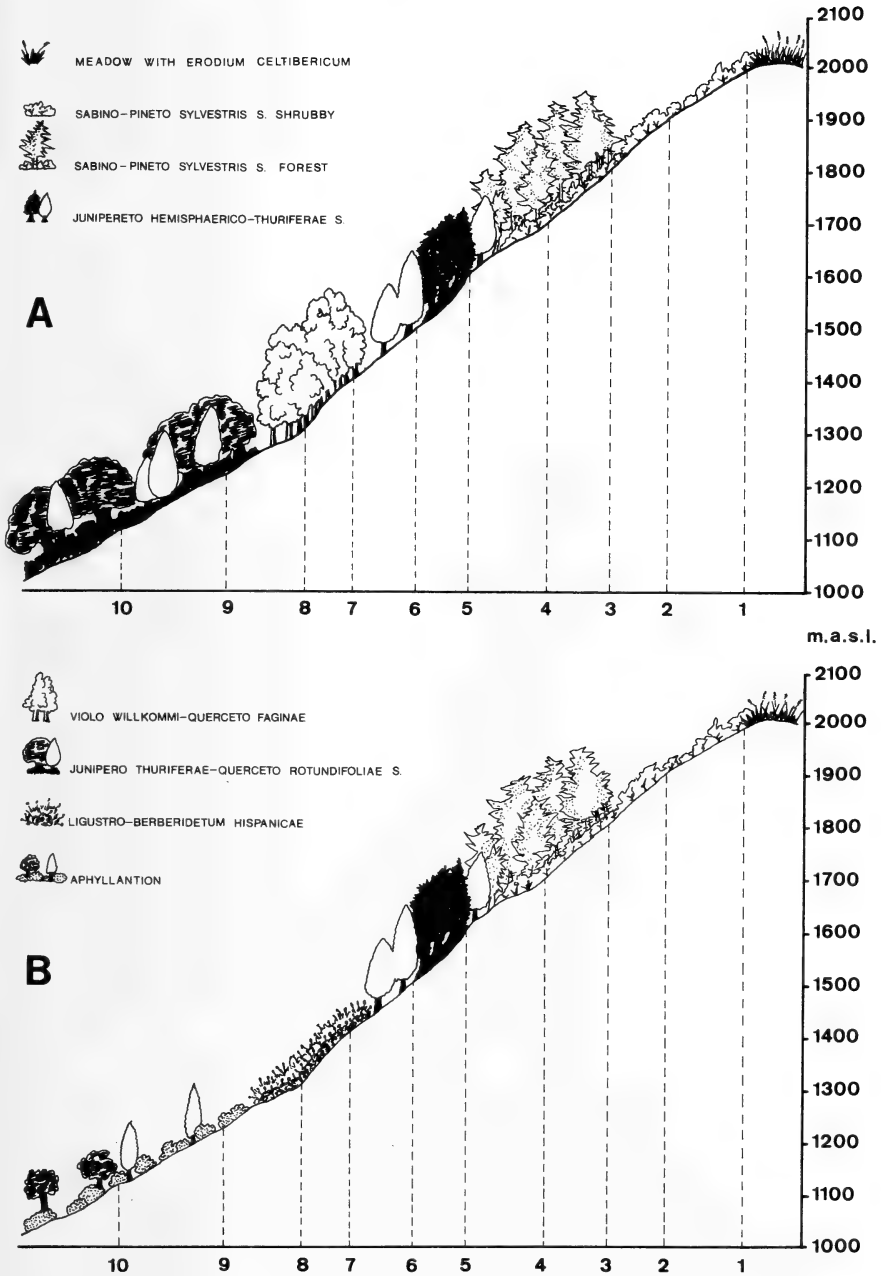 MEADOW WITH ERODIUM CELTIBERICUM
SABINO-PINETO SYLVESTRIS S. SHRUBBY
SABINO-PINETO SYLVESTRIS S. FOREST
JUNIPERETO HEMISPHAERICO-THURIFERAE S.
A
2100
2000
1900
1800
1700
1600
1500
1400
1300
1200
1100
1000
10 9 8 7 6 5 4 3 2 1
m.a.s.l.
VIOLO WILLKOMMI-QUERCETO FAGINAE
JUNIPERO THURIFERAE-QUERCETO ROTUNDIFOLIAE S.
LIGUSTRO-BERBERIDETUM HISPANICAE
APHYLLANTION
B
2100
2000
1900
1800
1700
1600
1500
1400
1300
1200
1100
1000
10 9 8 7 6 5 4 3 2 1